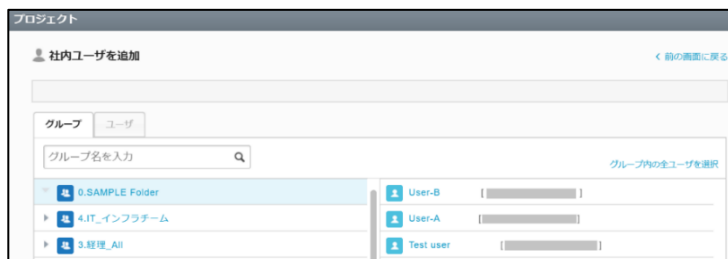 プロジェクト
社内ユーザを追加
< 前の画面に戻る
グループ ユーザ
グループ名を入力
グループ内の全ユーザを選択
0.SAMPLE Folder
User-B [ ]
4.IT_インフラチーム
User-A [ ]
3.経理_All
Test user [ ]